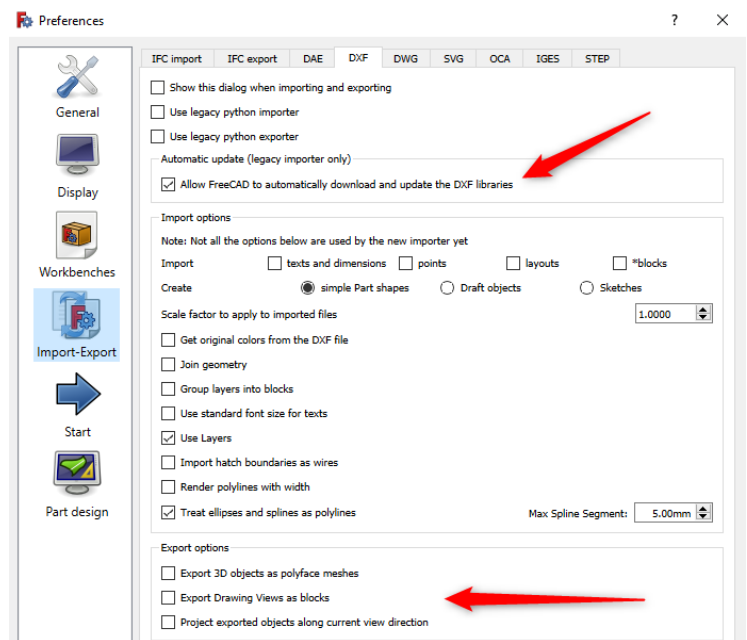 Preferences ? ×
IFC import IFC export DAE DXF DWG SVG OCA IGES STEP
General
Display
Workbenches
Import-Export
Start
Part design
Show this dialog when importing and exporting
Use legacy python importer
Use legacy python exporter
Automatic update (legacy importer only)
Allow FreeCAD to automatically download and update the DXF libraries
Import options
Note: Not all the options below are used by the new importer yet
Import texts and dimensions points layouts *blocks
Create simple Part shapes Draft objects Sketches
Scale factor to apply to imported files 1.0000
Get original colors from the DXF file
Join geometry
Group layers into blocks
Use standard font size for texts
Use Layers
Import hatch boundaries as wires
Render polylines with width
Treat ellipses and splines as polylines Max Spline Segment: 5.00mm
Export options
Export 3D objects as polyface meshes
Export Drawing Views as blocks
Project exported objects along current view direction